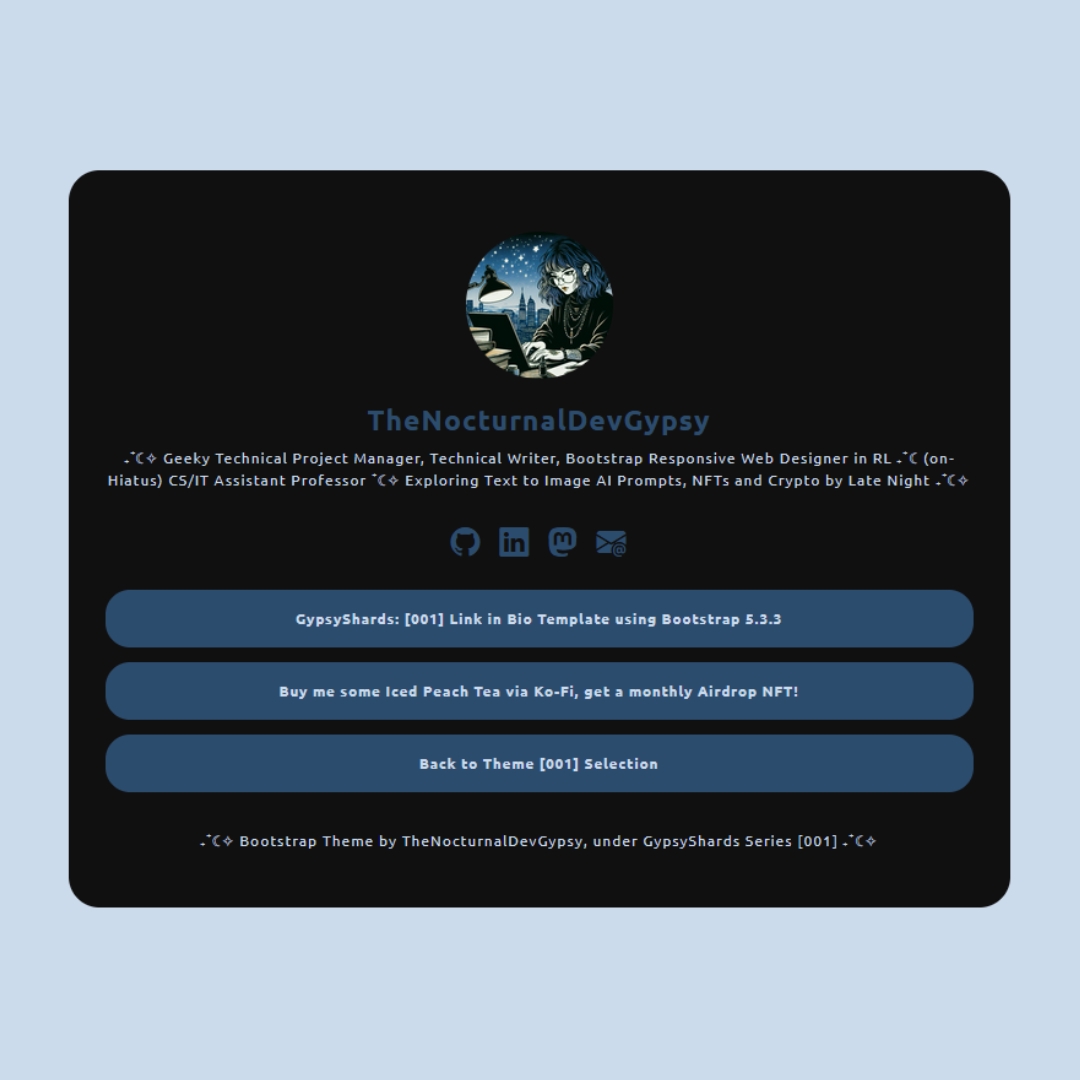 TheNocturnalDevGypsy
₊˚☾✧ Geeky Technical Project Manager, Technical Writer, Bootstrap Responsive Web Designer in RL ₊˚☾ (on-
Hiatus) CS/IT Assistant Professor ˚☾✧ Exploring Text to Image AI Prompts, NFTs and Crypto by Late Night ₊˚☾✧
GypsyShards: [001] Link in Bio Template using Bootstrap 5.3.3
Buy me some Iced Peach Tea via Ko-Fi, get a monthly Airdrop NFT!
Back to Theme [001] Selection
₊˚☾✧ Bootstrap Theme by TheNocturnalDevGypsy, under GypsyShards Series [001] ₊˚☾✧